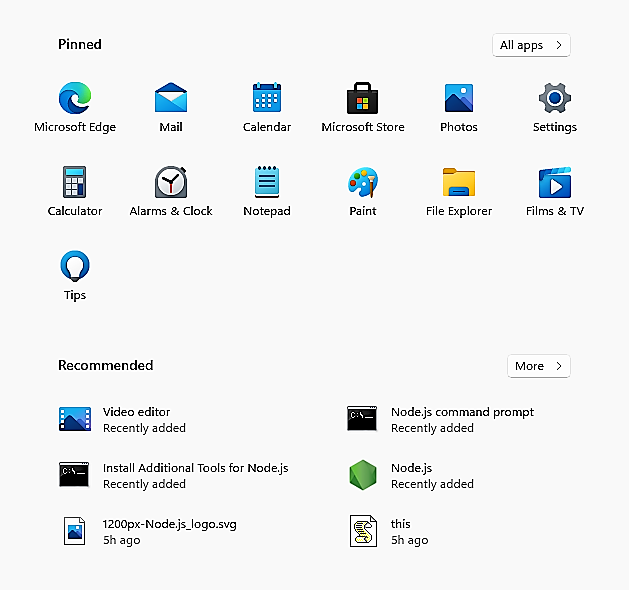 Pinned
All apps
Microsoft Edge
Mail
Calendar
Microsoft Store
Photos
Settings
Calculator
Alarms & Clock
Notepad
Paint
File Explorer
Films & TV
Tips
Recommended
More
Video editor
Recently added
Node.js command prompt
Recently added
Install Additional Tools for Node.js
Recently added
Node.js
Recently added
1200px-Node.js_logo.svg
5h ago
this
5h ago